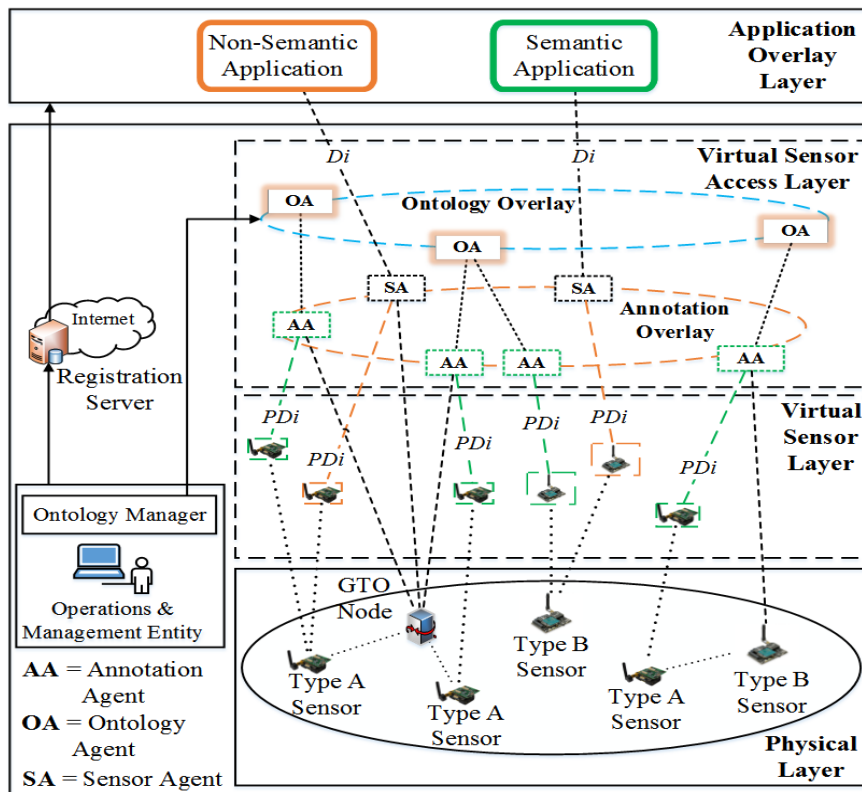 Non-Semantic
Application
Semantic
Application
Application
Overlay
Layer
Di
Di
Virtual Sensor
Access Layer
OA
Ontology Overlay
OA
OA
SA
SA
AA
Annotation
Overlay
AA
AA
AA
Internet
Registration
Server
PDi
PDi
PDi
PDi
PDi
PDi
Virtual
Sensor
Layer
Ontology Manager
Operations &
Management Entity
GTO
Node
Type A
Sensor
Type A
Sensor
Type B
Sensor
Type A
Sensor
Type B
Sensor
Physical
Layer
AA = Annotation
Agent
OA = Ontology
Agent
SA = Sensor Agent